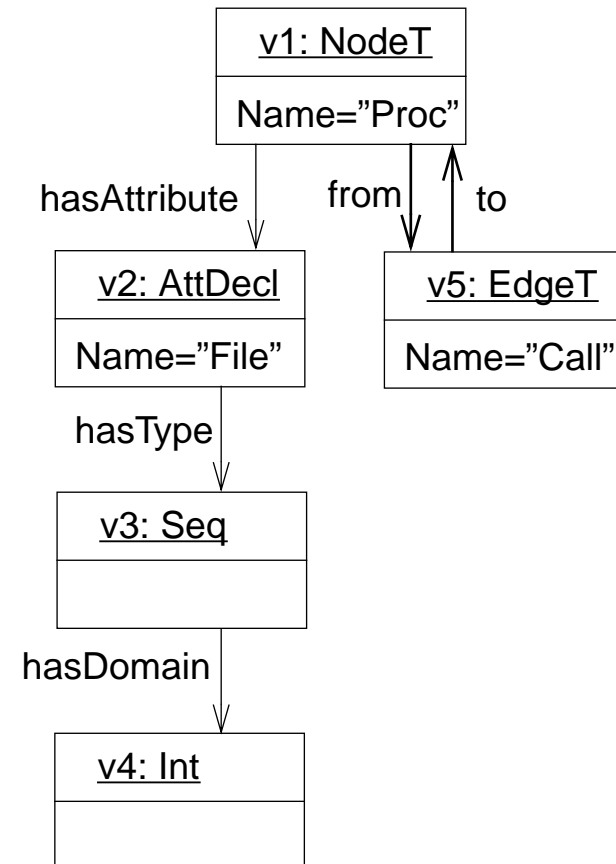 v1: NodeT
Name=”Proc”
hasAttribute
from
to
v2: AttDecl
Name=”File”
v5: EdgeT
Name=”Call”
hasType
v3: Seq
hasDomain
v4: Int